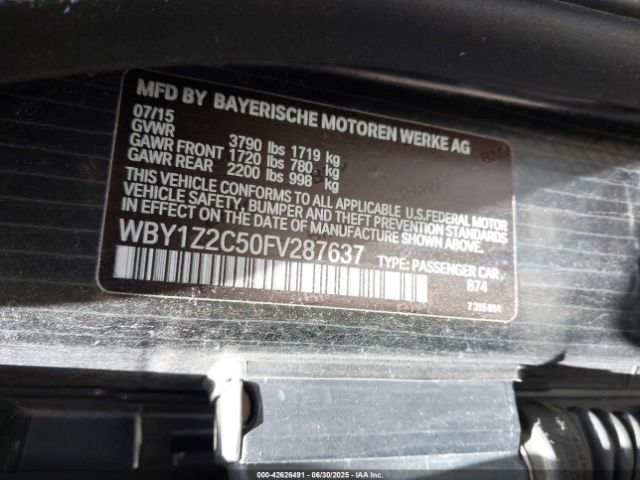 MFD BY BAYERISCHE MOTOREN WERKE AG
07/15
GVWR 3790 lbs 1719 kg
GAWR FRONT 1720 lbs 780 kg
GAWR REAR 2200 lbs 998 kg
THIS VEHICLE CONFORMS TO ALL APPLICABLE U.S.FEDERAL MOTOR
VEHICLE SAFETY, BUMPER AND THEFT PREVENTION STANDARDS
IN EFFECT ON THE DATE OF MANUFACTURE SHOWN ABOVE.
WBY1Z2C50FV287637 TYPE: PASSENGER CAR
B74
7315814
000-42626491 - 06/30/2025 - IAA Inc.